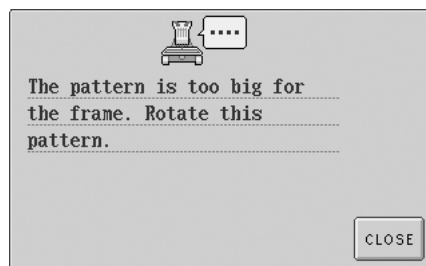 ....
The pattern is too big for
the frame. Rotate this
pattern.
CLOSE